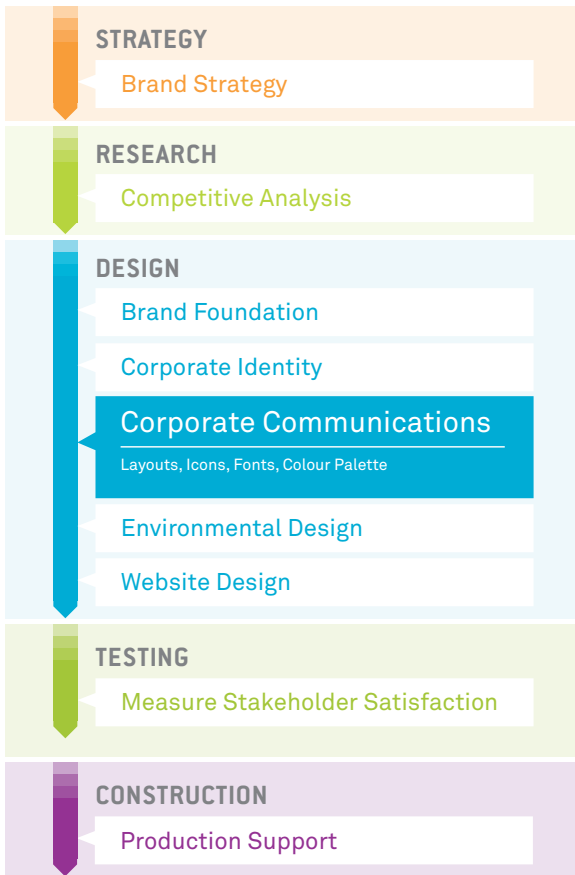 STRATEGY
Brand Strategy
RESEARCH
Competitive Analysis
DESIGN
Brand Foundation
Corporate Identity
Corporate Communications
Layouts, Icons, Fonts, Colour Palette
Environmental Design
Website Design
TESTING
Measure Stakeholder Satisfaction
CONSTRUCTION
Production Support